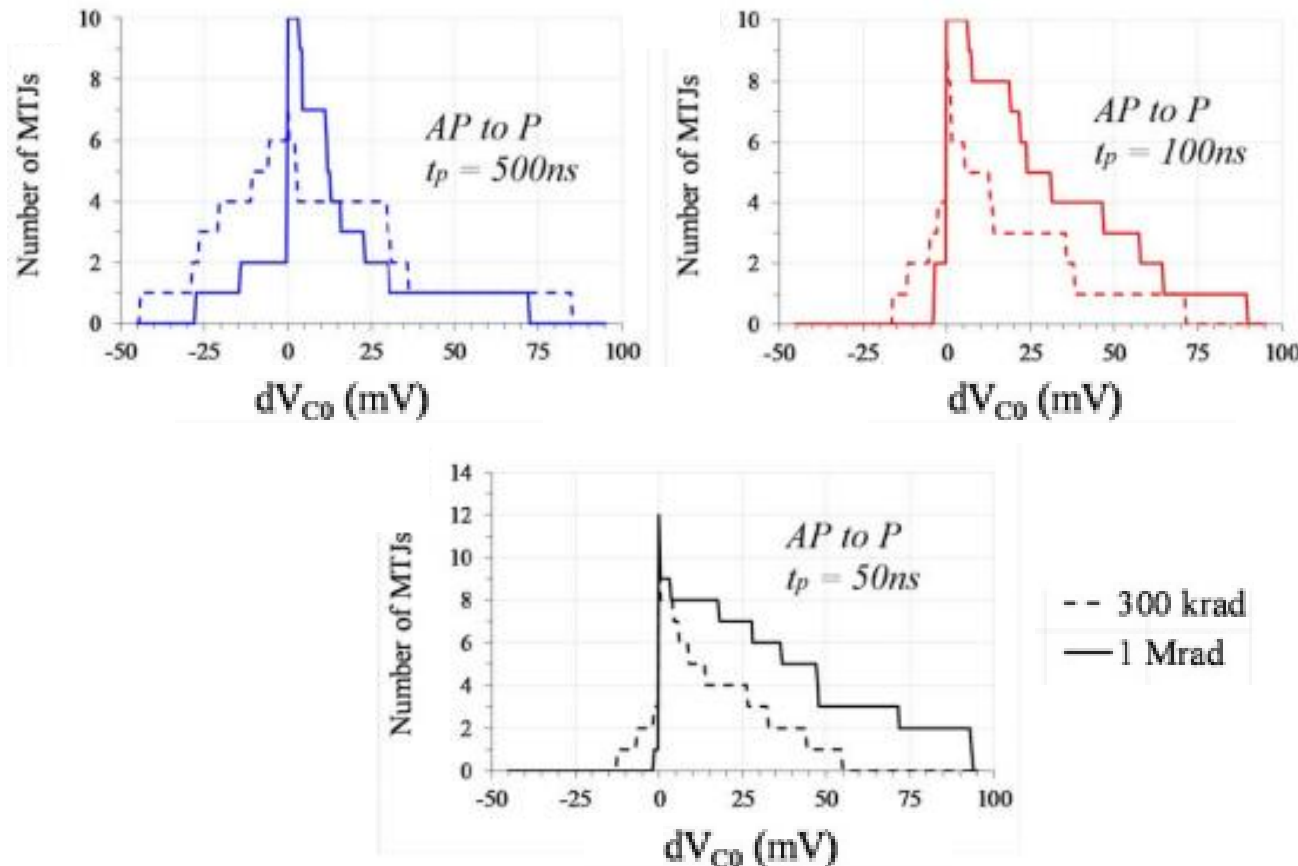 10
8
6
4
2
0
Number of MTJs
AP to P
tp = 500ns
-50 -25 0 25 50 75 100
dVC0 (mV)
10
8
6
4
2
0
Number of MTJs
AP to P
tp = 100ns
-50 -25 0 25 50 75 100
dVC0 (mV)
14
12
10
8
6
4
2
0
Number of MTJs
AP to P
tp = 50ns
-50 -25 0 25 50 75 100
dVC0 (mV)
300 krad
1 Mrad